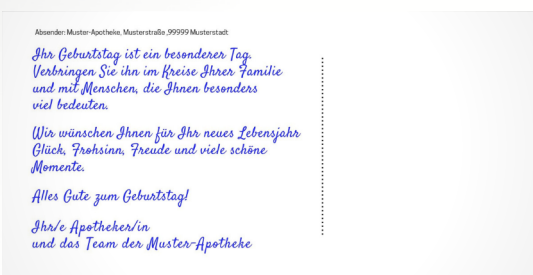 Absender: Muster-Apotheke, Musterstraße ,99999 Musterstadt
Ihr Geburtstag ist ein besonderer Tag.
Verbringen Sie ihn im Kreise Ihrer Familie
und mit Menschen, die Ihnen besonders
viel bedeuten.
Wir wünschen Ihnen für Ihr neues Lebensjahr
Glück, Frohsinn, Freude und viele schöne
Momente.
Alles Gute zum Geburtstag!
Ihr/e Apotheker/in
und das Team der Muster-Apotheke